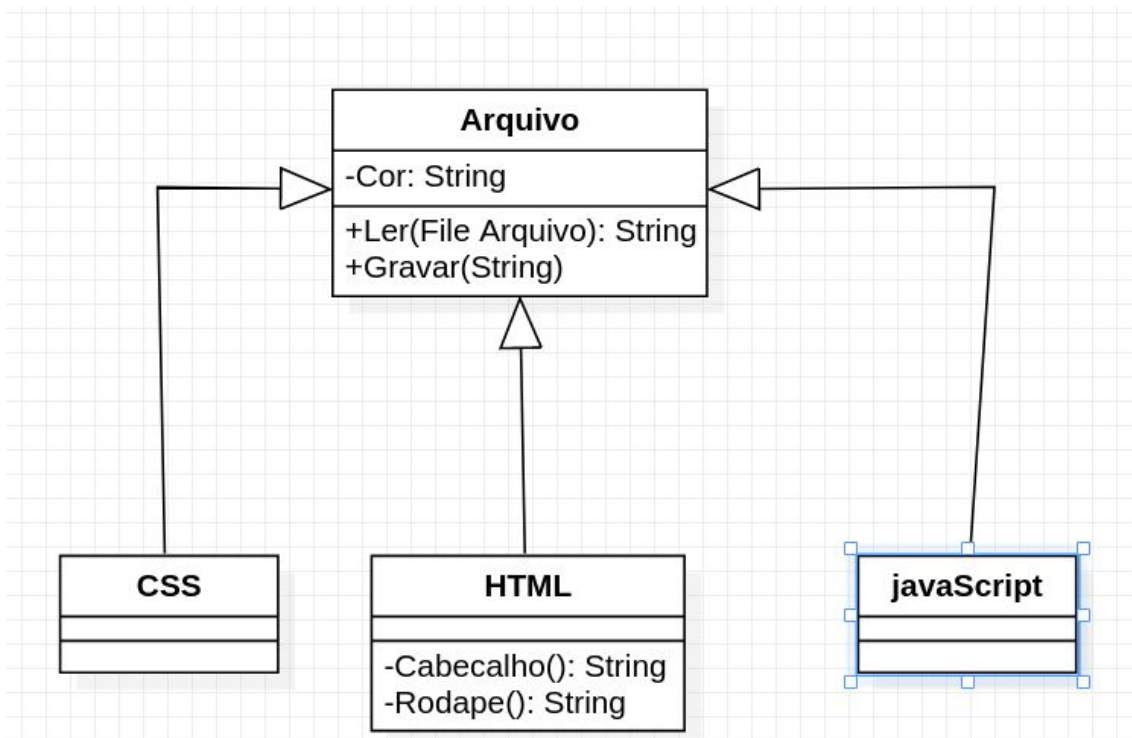 Arquivo
-Cor: String
+Ler(File Arquivo): String
+Gravar(String)
CSS
HTML
javaScript
-Cabecalho(): String
-Rodape(): String